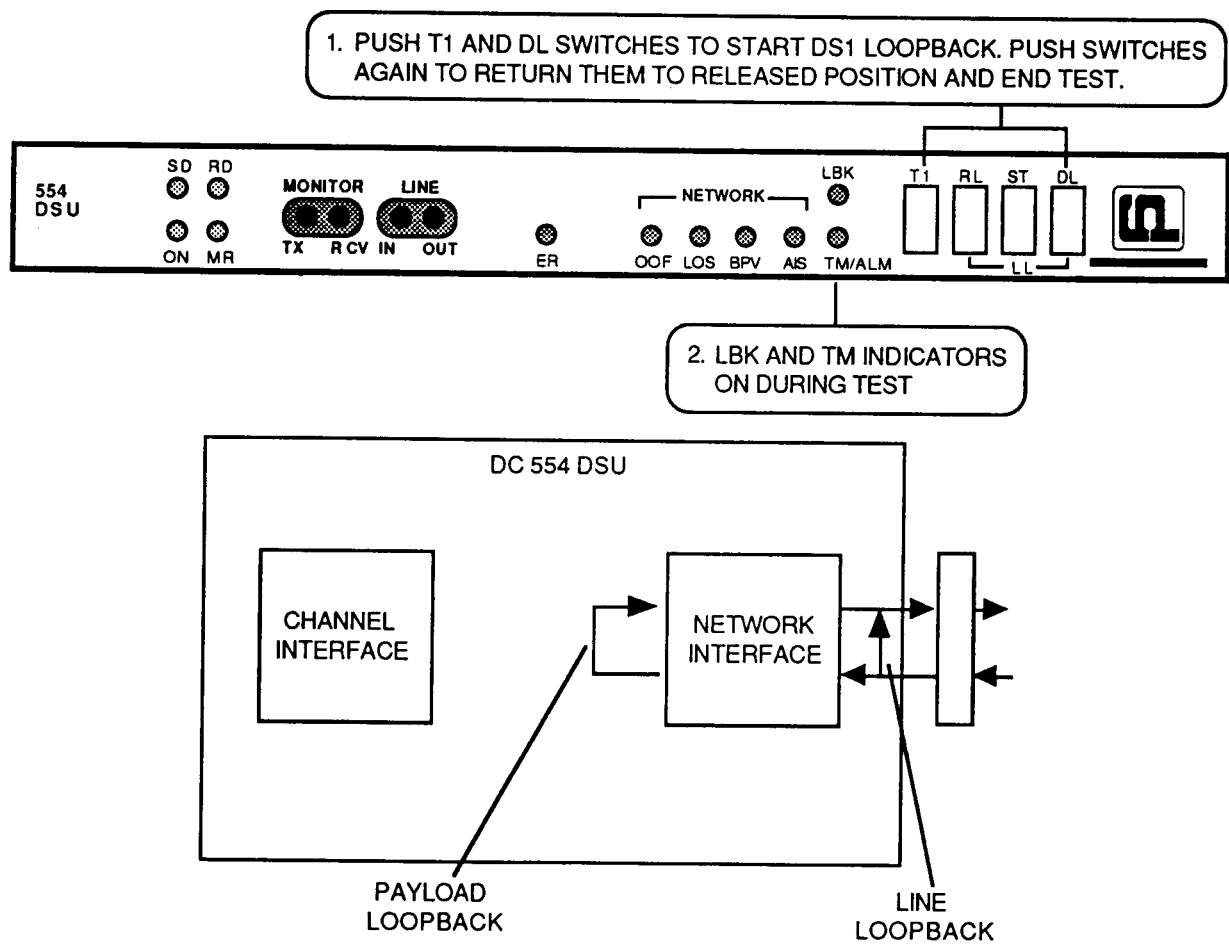 1. PUSH T1 AND DL SWITCHES TO START DS1 LOOPBACK. PUSH SWITCHES
AGAIN TO RETURN THEM TO RELEASED POSITION AND END TEST.
554
DSU
SD RD
ON MR
MONITOR LINE
TX RCV IN OUT
ER
NETWORK
OOF LOS BPV AIS TM/ALM
LBK
T1 RL ST DL
LL
2. LBK AND TM INDICATORS
ON DURING TEST
DC 554 DSU
CHANNEL
INTERFACE
NETWORK
INTERFACE
PAYLOAD
LOOPBACK
LINE
LOOPBACK